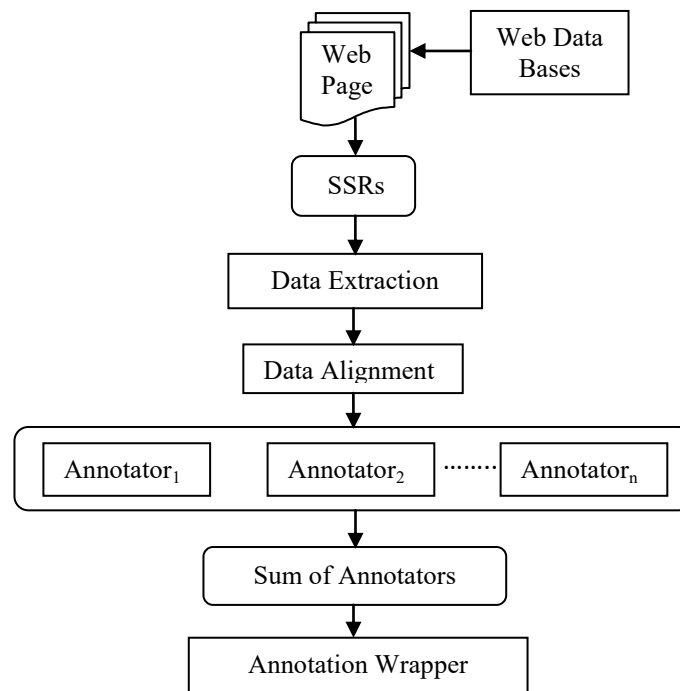 Web
Page
Web Data
Bases
SSRs
Data Extraction
Data Alignment
Annotator₁
Annotator₂
.........
Annotatorₙ
Sum of Annotators
Annotation Wrapper